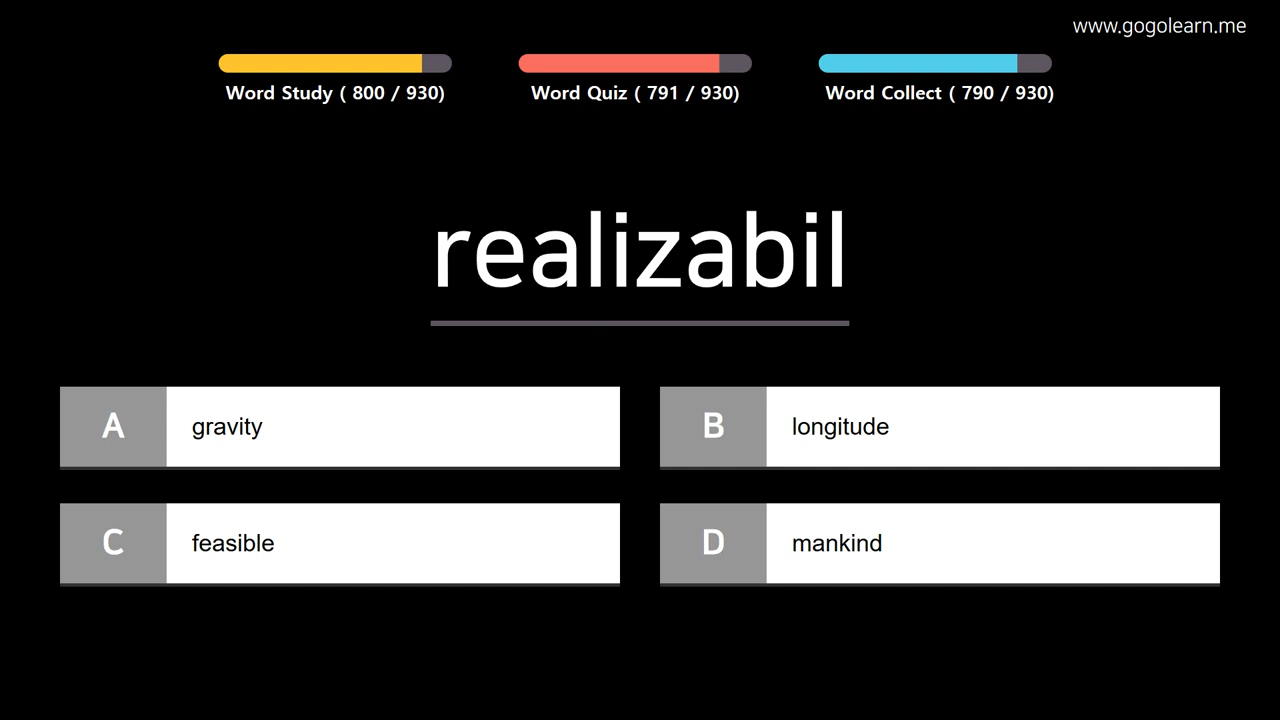 www.gogolearn.me
Word Study ( 800 / 930)
Word Quiz ( 791 / 930)
Word Collect ( 790 / 930)
realizabil
A gravity
B longitude
C feasible
D mankind